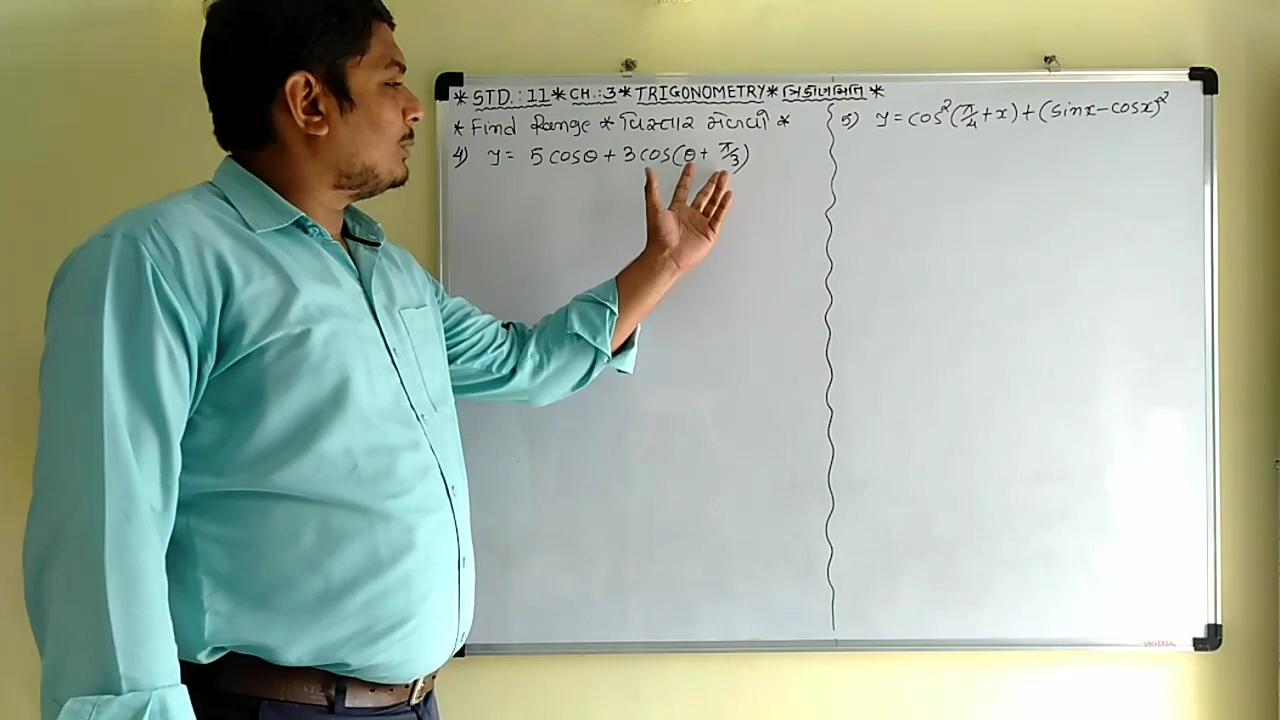 * STD.: 11 * CH.: 3 * TRIGONOMETRY * ત્રિકોણમિતિ *
* Find Range * વિસ્તાર મેળવો *
4) y = 5 cosθ + 3 cos(θ + π/3)
5) y = cos²(π/4 + x) + (sinx - cosx)²